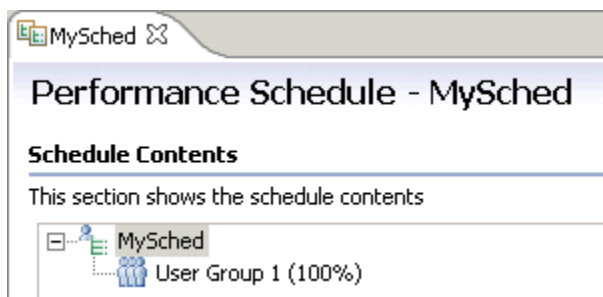 MySched
Performance Schedule - MySched
Schedule Contents
This section shows the schedule contents
MySched
User Group 1 (100%)